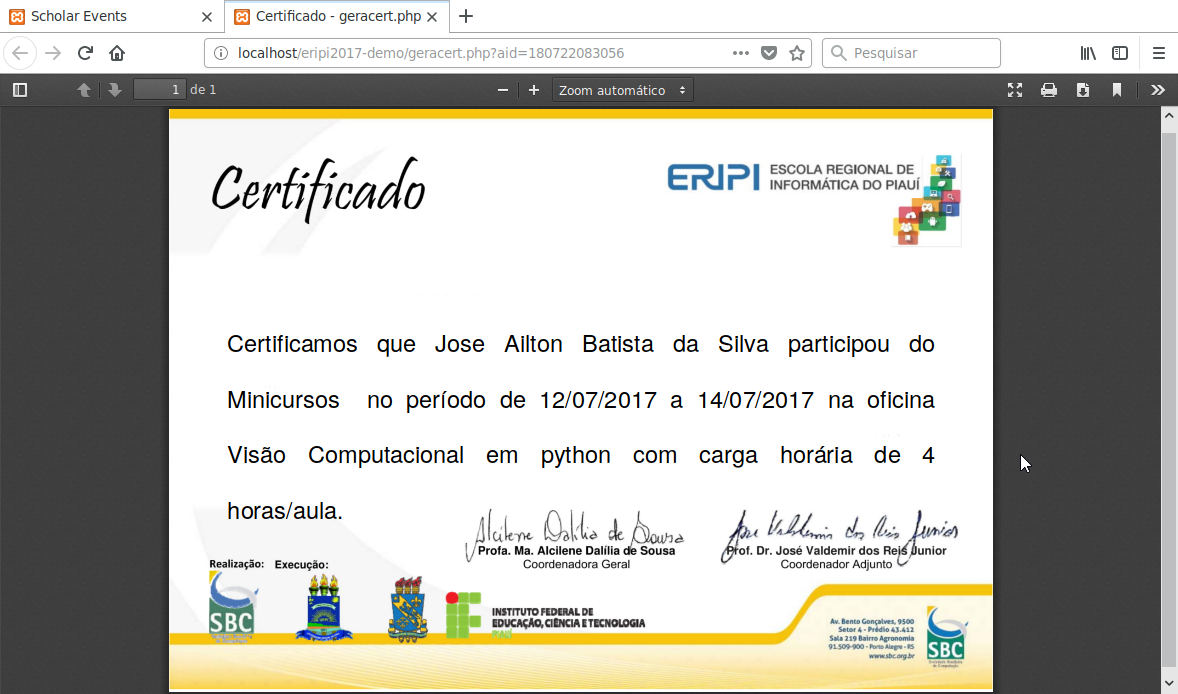 Scholar Events
Certificado - geracert.php
localhost/eripi2017-demo/geracert.php?aid=180722083056
Pesquisar
1 de 1
Zoom automático
Certificado
ERIPI ESCOLA REGIONAL DE
INFORMÁTICA DO PIAUÍ
Certificamos que Jose Ailton Batista da Silva participou do
Minicursos no período de 12/07/2017 a 14/07/2017 na oficina
Visão Computacional em python com carga horária de 4
horas/aula.
Alcilene Dalília de Sousa
José Valdemir dos Reis Junior
Profa. Ma. Alcilene Dalília de Sousa
Coordenadora Geral
Prof. Dr. José Valdemir dos Reis Junior
Coordenador Adjunto
Realização: Execução:
SBC
INSTITUTO FEDERAL DE
EDUCAÇÃO, CIÊNCIA E TECNOLOGIA
PIAUÍ
Av. Bento Gonçalves, 9500
Setor 4 - Prédio 43.412
Sala 219 Bairro Agronomia
91.509-900 - Porto Alegre - RS
www.sbc.org.br
SBC
Sociedade Brasileira
de Computação